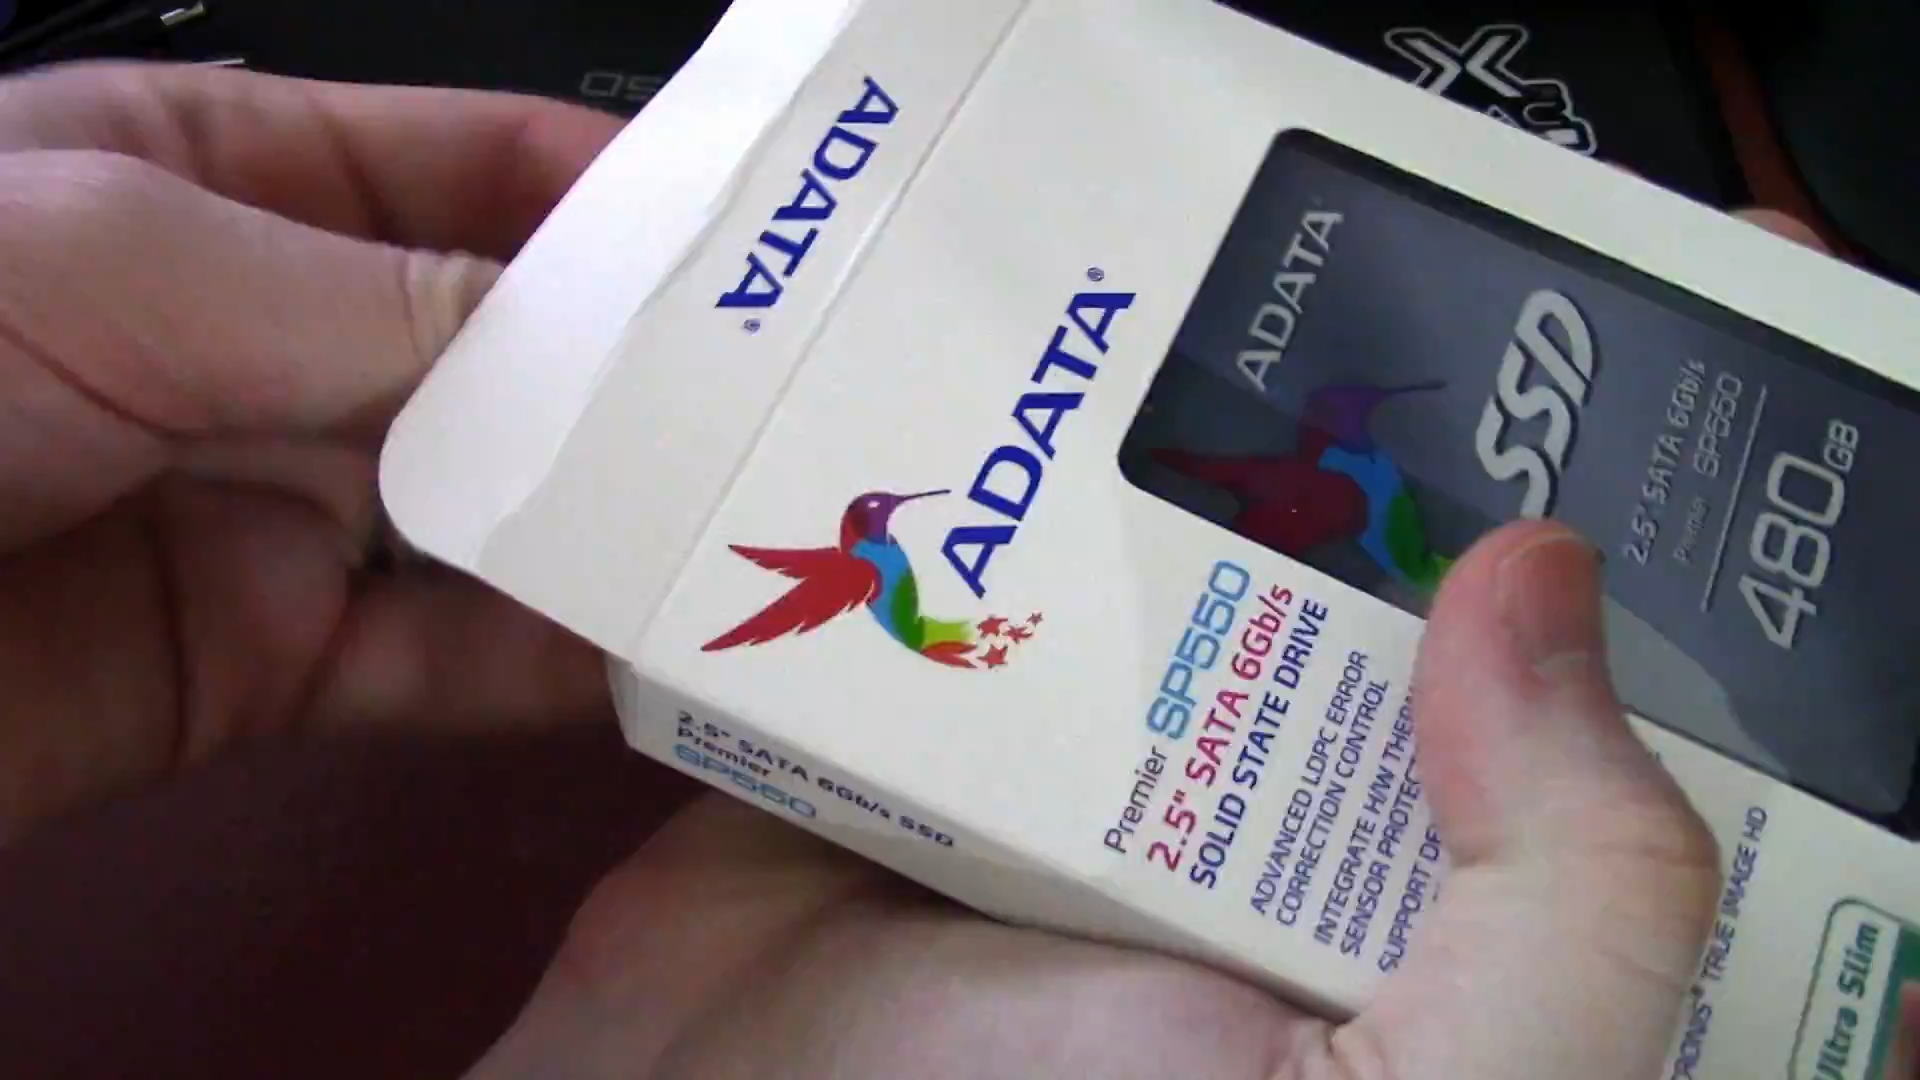 ADATA®
ADATA®
Premier SP550
2.5" SATA 6Gb/s
SOLID STATE DRIVE
ADVANCED LDPC ERROR
CORRECTION CONTROL
INTEGRATE H/W
SENSOR
SUPPORT
TRUE IMAGE HD
Ultra Slim
ADATA
SSD
2.5" SATA 6Gb/s
Premier SP550
480GB
2.5" SATA 6Gb/s SSD
Premier
SP550